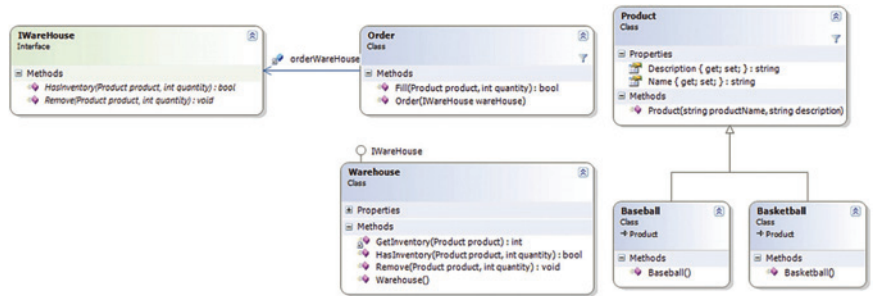 IWareHouse
Interface
Methods
HasInventory(Product product, int quantity) : bool
Remove(Product product, int quantity) : void
orderWareHouse
Order
Class
Methods
Fill(Product product, int quantity) : bool
Order(IWareHouse wareHouse)
Product
Class
Properties
Description { get; set; } : string
Name { get; set; } : string
Methods
Product(string productName, string description)
IWareHouse
Warehouse
Class
Properties
Methods
GetInventory(Product product) : int
HasInventory(Product product, int quantity) : bool
Remove(Product product, int quantity) : void
Warehouse()
Baseball
Class
Product
Methods
Baseball()
Basketball
Class
Product
Methods
Basketball()